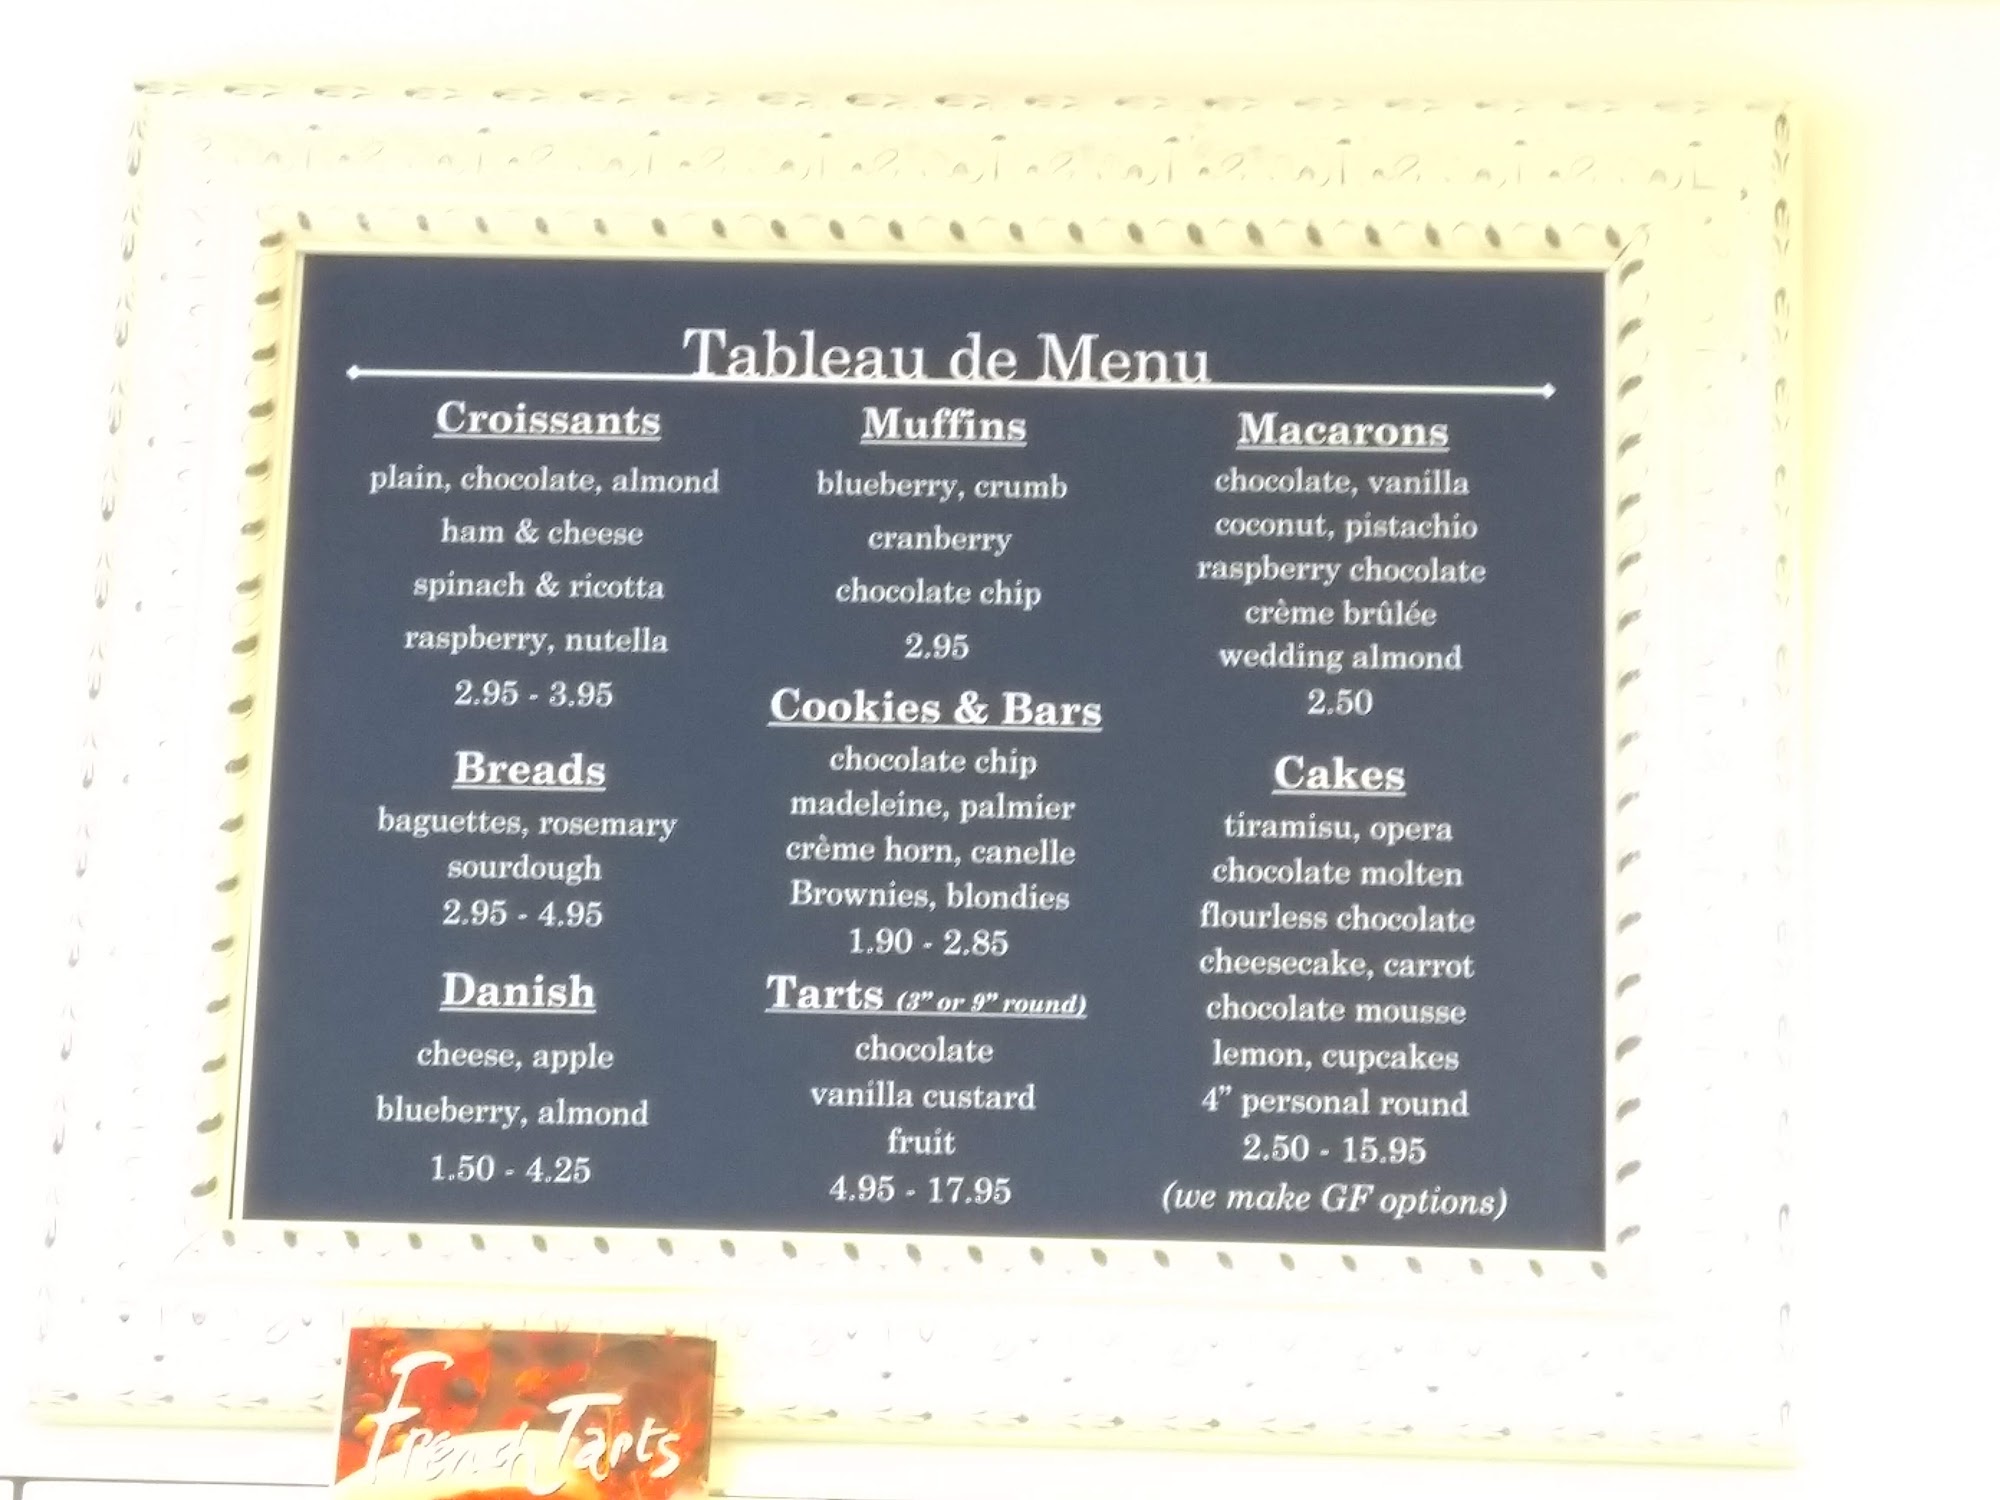 Tableau de Menu
Croissants
plain, chocolate, almond
ham & cheese
spinach & ricotta
raspberry, nutella
2.95 - 3.95
Breads
baguettes, rosemary
sourdough
2.95 - 4.95
Danish
cheese, apple
blueberry, almond
1.50 - 4.25
Muffins
blueberry, crumb
cranberry
chocolate chip
2.95
Cookies & Bars
chocolate chip
madeleine, palmier
crème horn, canelle
Brownies, blondies
1.90 - 2.85
Tarts (3” or 9” round)
chocolate
vanilla custard
fruit
4.95 - 17.95
Macarons
chocolate, vanilla
coconut, pistachio
raspberry chocolate
crème brûlée
wedding almond
2.50
Cakes
tiramisu, opera
chocolate molten
flourless chocolate
cheesecake, carrot
chocolate mousse
lemon, cupcakes
4” personal round
2.50 - 15.95
(we make GF options)
French Tarts